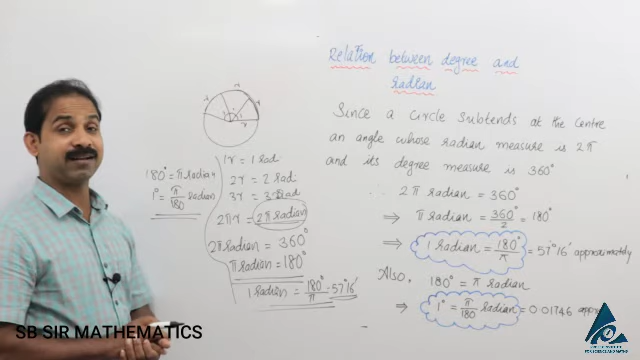 Relation between degree and
radian
Since a Circle Subtends at the Centre
an angle whose radian measure is 2π
and its degree measure is 360°
∴ 2π radian = 360°
⇒ π radian = 360°/2 = 180°
⇒ 1 radian = 180°/π = 57°16′ approximately
Also, 180° = π radian
⇒ 1° = π/180 radian = 0.01746 appr
r r r
1r = 1 rad
2r = 2 rad
3r = 3 rad
2πr = 2π radian
2π radian = 360°
π radian = 180°
1 radian = 180°/π = 57°16′
180° = π radian
1° = π/180 radian
SB SIR MATHEMATICS